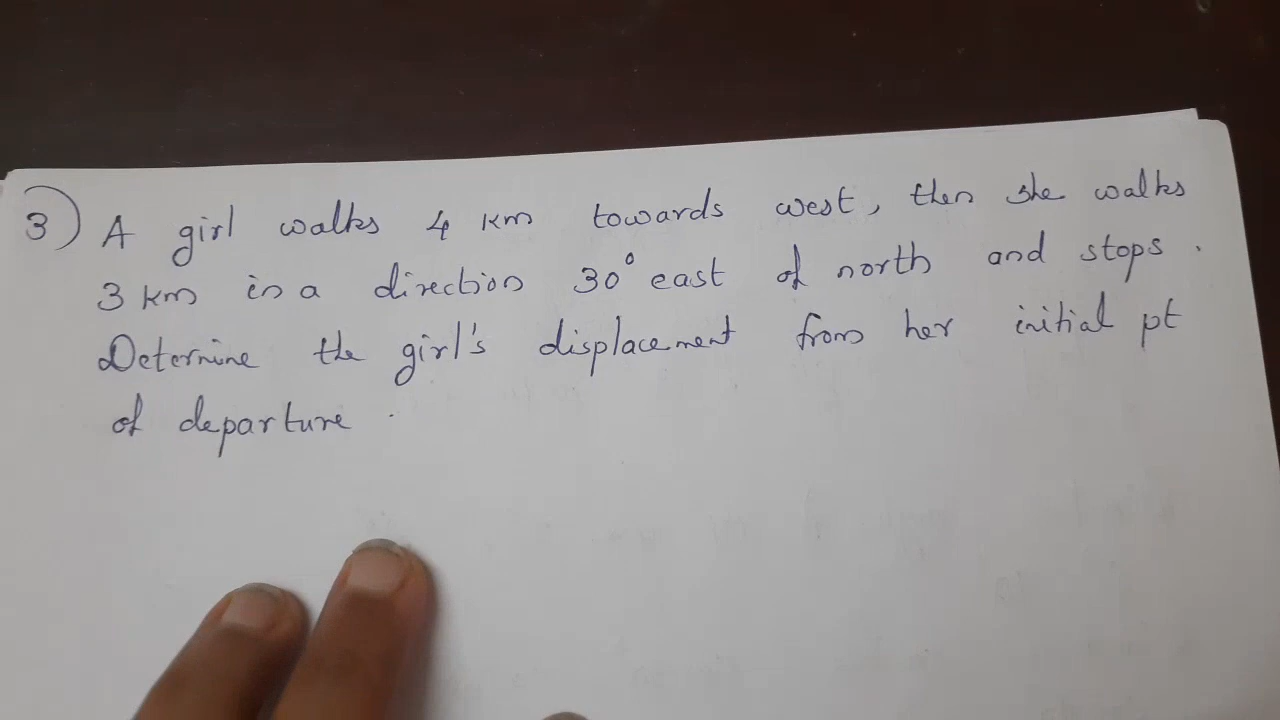 3) A girl walks 4 km towards west, then she walks
3 km in a direction 30° east of north and stops.
Determine the girl's displacement from her initial pt
of departure.